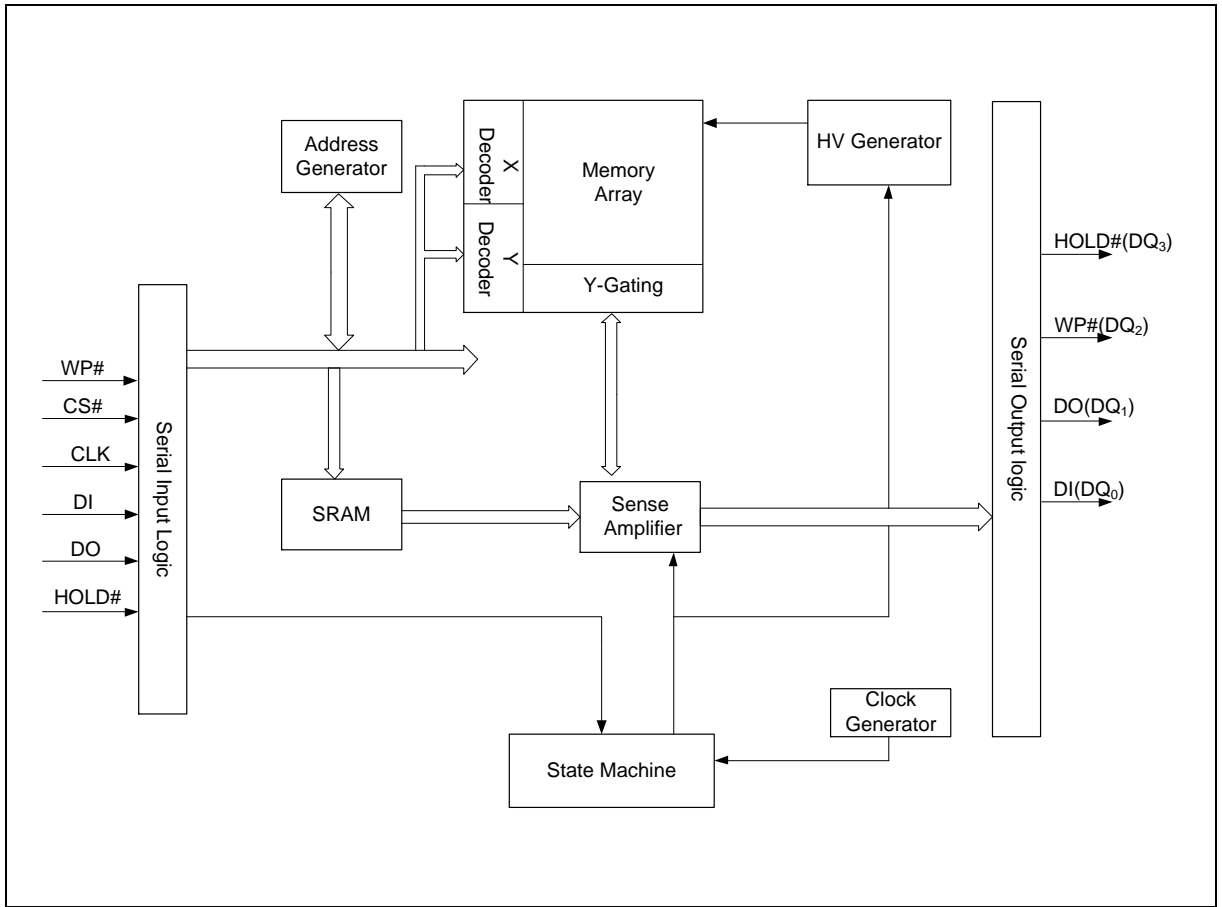 Address
Generator
X
Decoder
Y
Decoder
Memory
Array
Y-Gating
HV Generator
WP#
CS#
CLK
DI
DO
HOLD#
Serial Input Logic
SRAM
Sense
Amplifier
State Machine
Clock
Generator
Serial Output logic
HOLD#(DQ₃)
WP#(DQ₂)
DO(DQ₁)
DI(DQ₀)